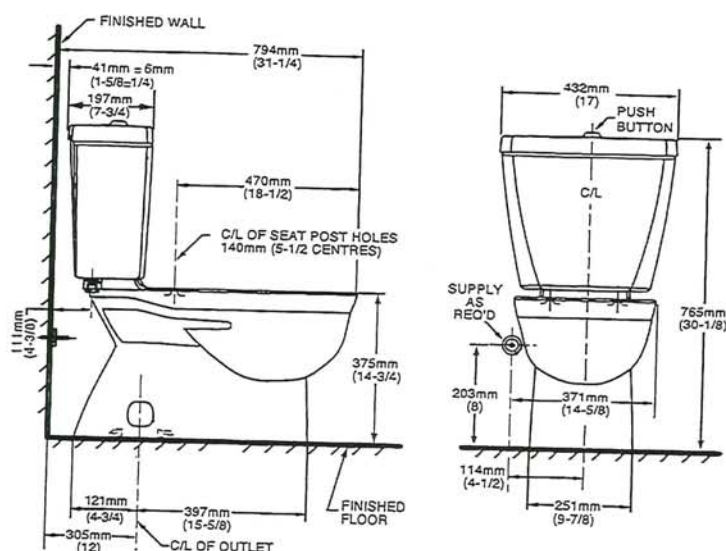 FINISHED WALL
794mm
(31-1/4)
41mm = 6mm
(1-5/8=1/4)
197mm
(7-3/4)
470mm
(18-1/2)
C/L OF SEAT POST HOLES
140mm (5-1/2 CENTRES)
111mm
(4-3/8)
375mm
(14-3/4)
121mm
(4-3/4)
397mm
(15-5/8)
FINISHED
FLOOR
305mm
(12)
C/L OF OUTLET
432mm
(17)
PUSH
BUTTON
C/L
SUPPLY
AS
REQ'D
765mm
(30-1/8)
203mm
(8)
371mm
(14-5/8)
114mm
(4-1/2)
251mm
(9-7/8)